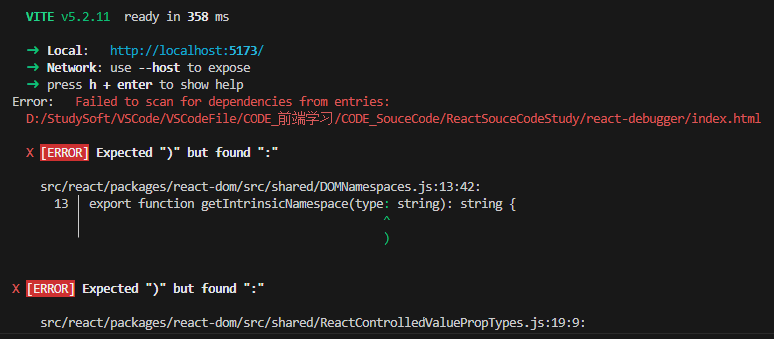 VITE v5.2.11 ready in 358 ms
➜ Local: http://localhost:5173/
➜ Network: use --host to expose
➜ press h + enter to show help
Error: Failed to scan for dependencies from entries:
D:/StudySoft/VSCode/VSCodeFile/CODE_前端学习/CODE_SouceCode/ReactSouceCodeStudy/react-debugger/index.html
X [ERROR] Expected ")" but found ":"
src/react/packages/react-dom/src/shared/DOMNamespaces.js:13:42:
13 │ export function getIntrinsicNamespace(type: string): string {
│ ^
│ )
X [ERROR] Expected ")" but found ":"
src/react/packages/react-dom/src/shared/ReactControlledValuePropTypes.js:19:9: